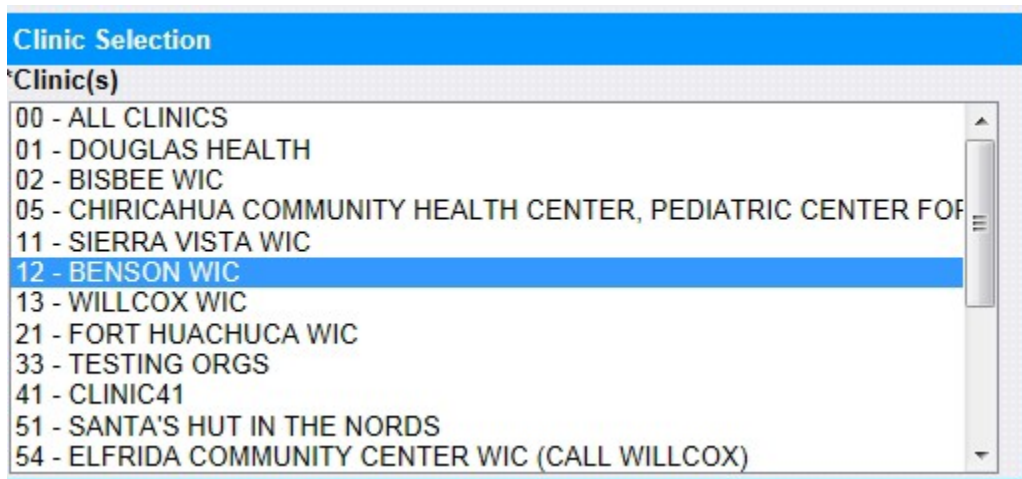 Clinic Selection
*Clinic(s)
00 - ALL CLINICS
01 - DOUGLAS HEALTH
02 - BISBEE WIC
05 - CHIRICAHUA COMMUNITY HEALTH CENTER, PEDIATRIC CENTER FOR
11 - SIERRA VISTA WIC
12 - BENSON WIC
13 - WILLCOX WIC
21 - FORT HUACHUCA WIC
33 - TESTING ORGS
41 - CLINIC41
51 - SANTA'S HUT IN THE NORDS
54 - ELFRIDA COMMUNITY CENTER WIC (CALL WILLCOX)